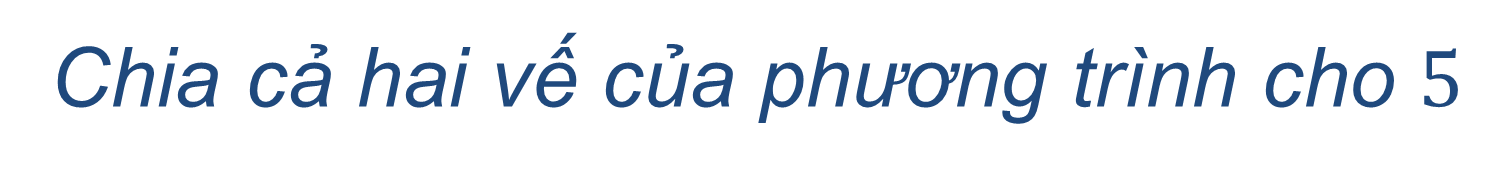 Chia cả hai vế của phương trình cho 5